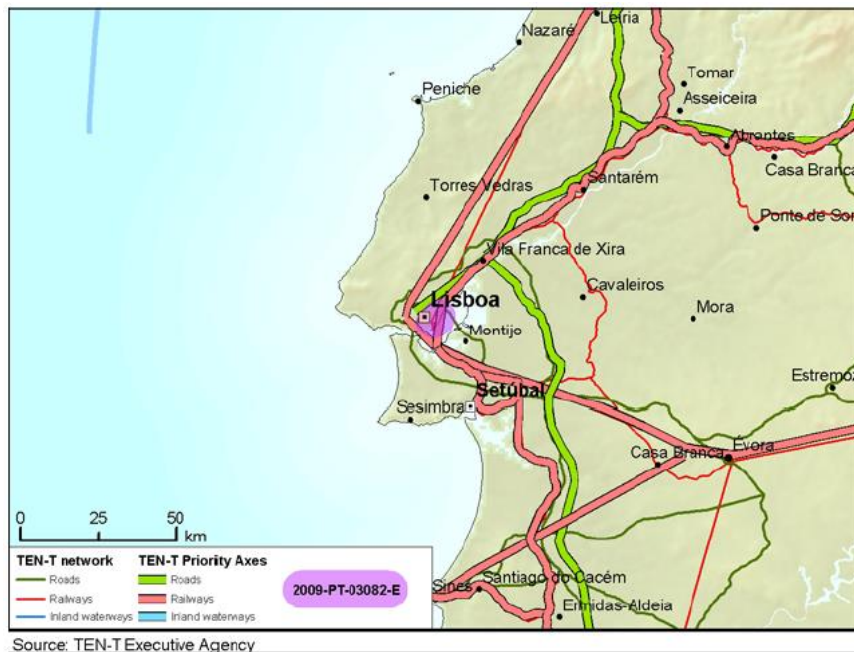 Leiria
Nazaré
Tomar
Peniche
Asseiceira
Abrantes
Casa Branca
Torres Vedras
Santarém
Ponte de Sor
Vila Franca de Xira
Lisboa
Cavaleiros
Mora
Montijo
Estremoz
Setúbal
Sesimbra
Évora
Casa Branca
0 25 50
km
TEN-T network TEN-T Priority Axes
Roads Roads
Railways Railways
Inland waterways Inland waterways
2009-PT-03082-E
Sines
Santiago do Cacém
Ermidas-Aldeia
Source: TEN-T Executive Agency